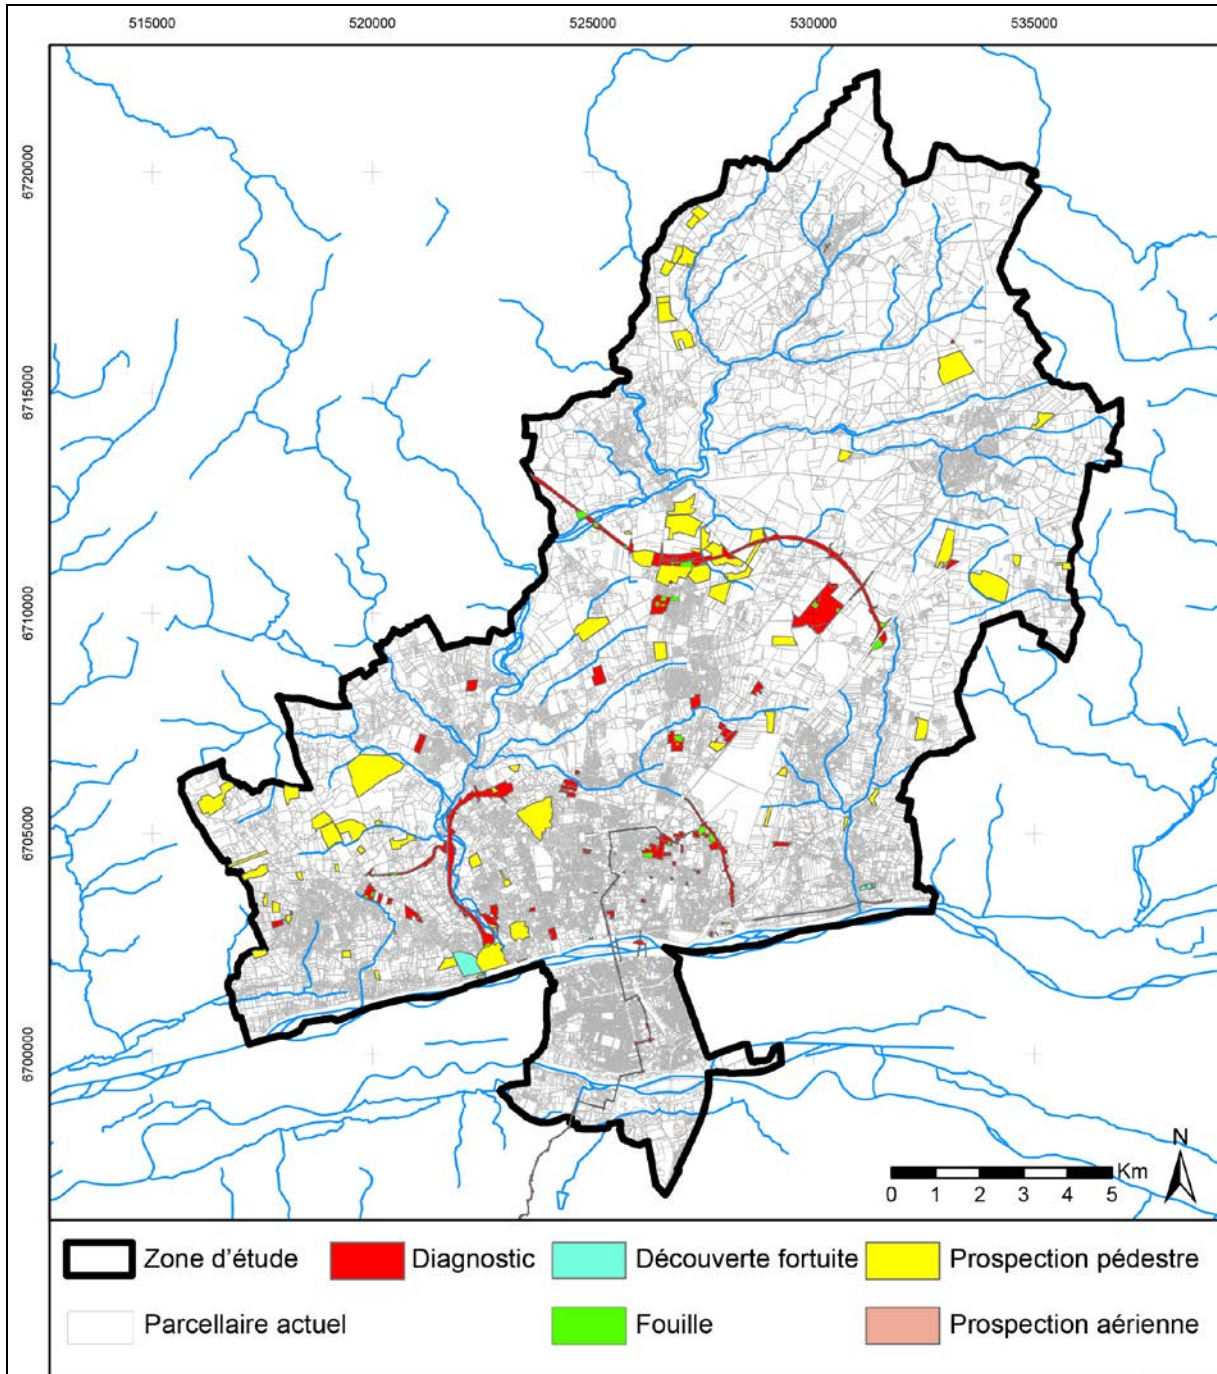 515000 520000 525000 530000 535000
6720000
6715000
6710000
6705000
6700000
N
Km
0 1 2 3 4 5
Zone d'étude Diagnostic Découverte fortuite Prospection pédestre
Parcellaire actuel Fouille Prospection aérienne